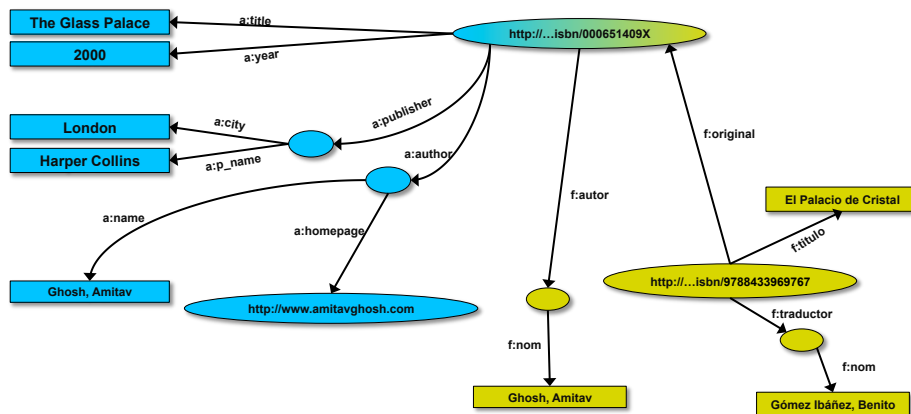 a:title
The Glass Palace
http://...isbn/000651409X
2000
a:year
a:publisher
a:city
London
f:original
Harper Collins
a:p_name
a:author
f:autor
El Palacio de Cristal
a:name
a:homepage
f:titulo
http://...isbn/9788433969767
Ghosh, Amitav
http://www.amitavghosh.com
f:traductor
f:nom
f:nom
Ghosh, Amitav
Gómez Ibáñez, Benito